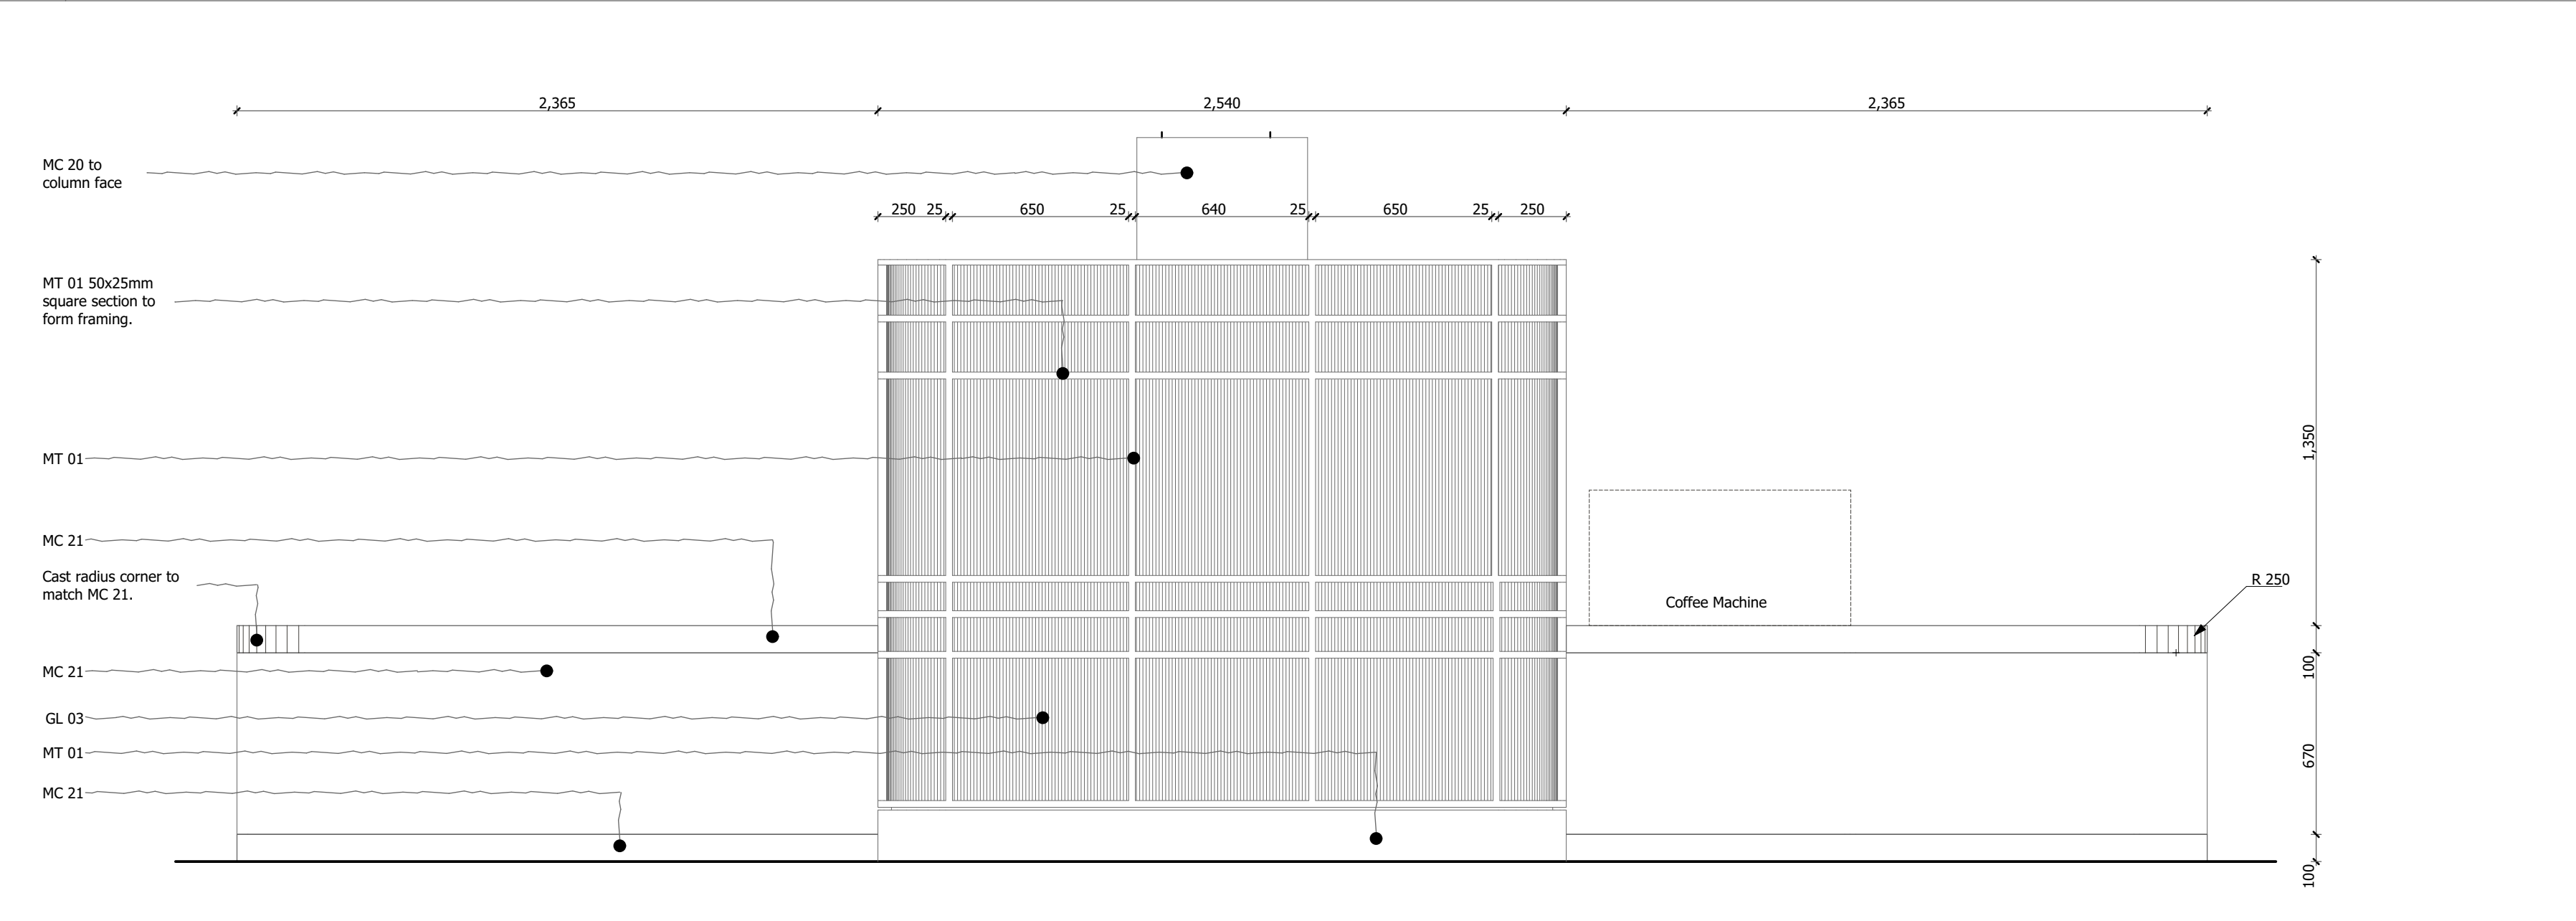 2,365
2,540
2,365
MC 20 to
column face
250 25 650 25 640 25 650 25 250
MT 01 50x25mm
square section to
form framing.
1,350
MT 01
MC 21
Cast radius corner to
match MC 21.
R 250
Coffee Machine
MC 21
100
GL 03
MT 01
670
MC 21
100